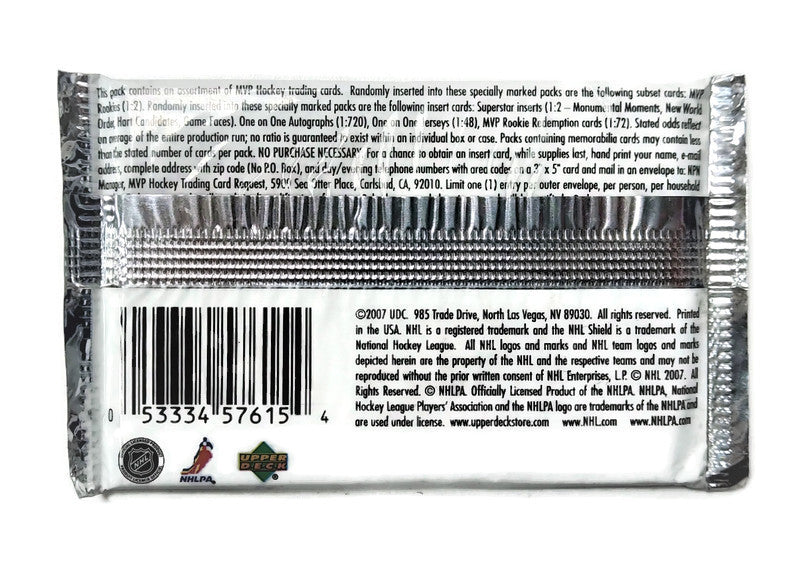 This pack contains an assortment of MVP Hockey trading cards. Randomly inserted into these specially marked packs are the following subset cards: MVP
Rookies (1:2). Randomly inserted into these specially marked packs are the following insert cards: Superstar inserts (1:2 – Monumental Moments, New World
Order, Hart Candidates, Game Faces). One on One Autographs (1:720), One on One Jerseys (1:48), MVP Rookie Redemption cards (1:72). Stated odds reflect
an average of the entire production run; no ratio is guaranteed to exist within an individual box or case. Packs containing memorabilia cards may contain less
than the stated number of cards per pack. NO PURCHASE NECESSARY. For a chance to obtain an insert card, while supplies last, hand print your name, e-mail
address, complete address with zip code (No P.O. Box), and day/evening telephone numbers with area codes on a 3" x 5" card and mail in an envelope to: NPN
Manager, MVP Hockey Trading Card Request, 5909 Sea Otter Place, Carlsbad, CA, 92010. Limit one (1) entry per outer envelope, per person, per household
©2007 UDC. 985 Trade Drive, North Las Vegas, NV 89030. All rights reserved. Printed
in the USA. NHL is a registered trademark and the NHL Shield is a trademark of the
National Hockey League. All NHL logos and marks and NHL team logos and marks
depicted herein are the property of the NHL and the respective teams and may not be
reproduced without the prior written consent of NHL Enterprises, L.P. © NHL 2007. All
Rights Reserved. © NHLPA. Officially Licensed Product of the NHLPA. NHLPA, National
Hockey League Players' Association and the NHLPA logo are trademarks of the NHLPA and
are used under license. www.upperdeckstore.com www.NHL.com www.NHLPA.com
0 53334 57615 4
NHL
NHLPA
UPPER
DECK